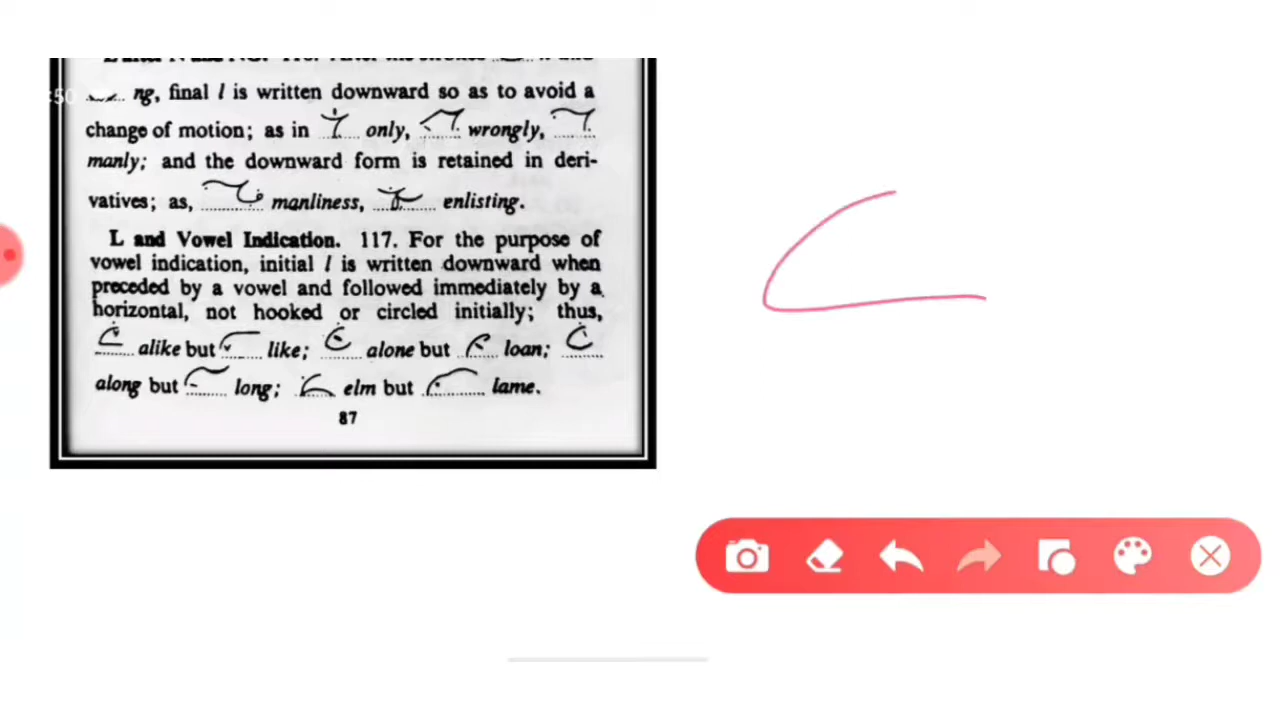 :50
ng, final l is written downward so as to avoid a
change of motion; as in only, wrongly,
manly; and the downward form is retained in deri-
vatives; as, manliness, enlisting.
L and Vowel Indication. 117. For the purpose of
vowel indication, initial l is written downward when
preceded by a vowel and followed immediately by a
horizontal, not hooked or circled initially; thus,
alike but like; alone but loan;
along but long; elm but lame.
87